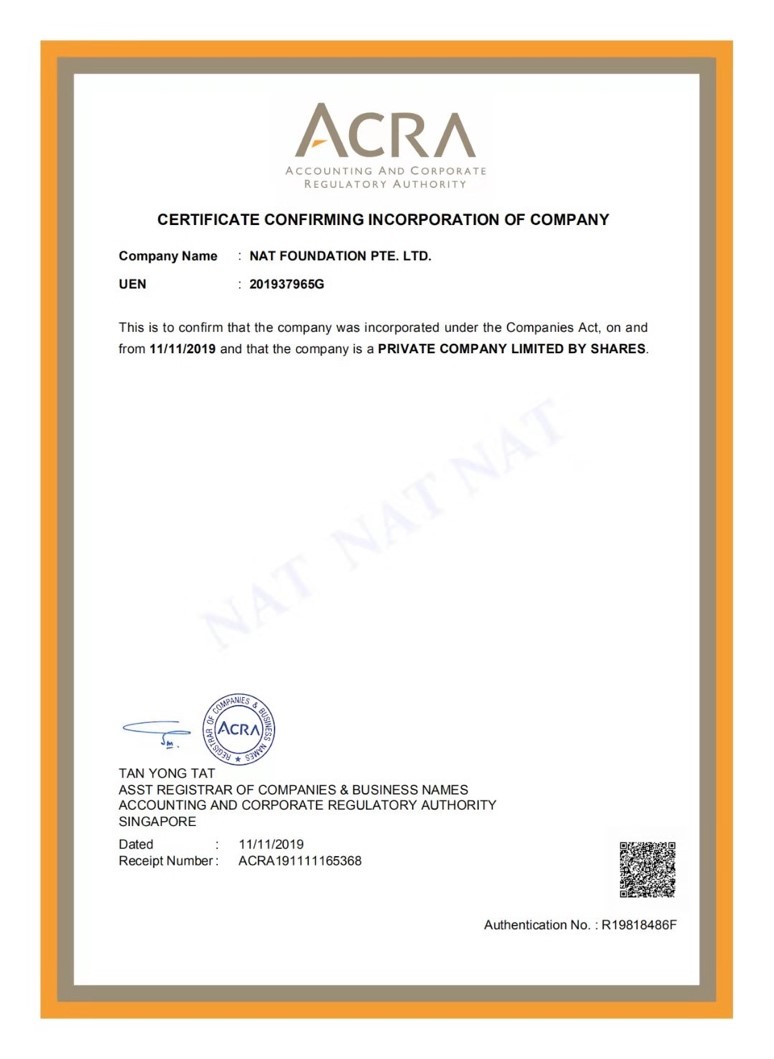 ACRA
ACCOUNTING AND CORPORATE
REGULATORY AUTHORITY
CERTIFICATE CONFIRMING INCORPORATION OF COMPANY
Company Name : NAT FOUNDATION PTE. LTD.
UEN : 201937965G
This is to confirm that the company was incorporated under the Companies Act, on and
from 11/11/2019 and that the company is a PRIVATE COMPANY LIMITED BY SHARES.
NAT NAT NAT
REGISTRAR OF COMPANIES & BUSINESS NAMES
ACRA
TAN YONG TAT
ASST REGISTRAR OF COMPANIES & BUSINESS NAMES
ACCOUNTING AND CORPORATE REGULATORY AUTHORITY
SINGAPORE
Dated : 11/11/2019
Receipt Number : ACRA191111165368
Authentication No. : R19818486F